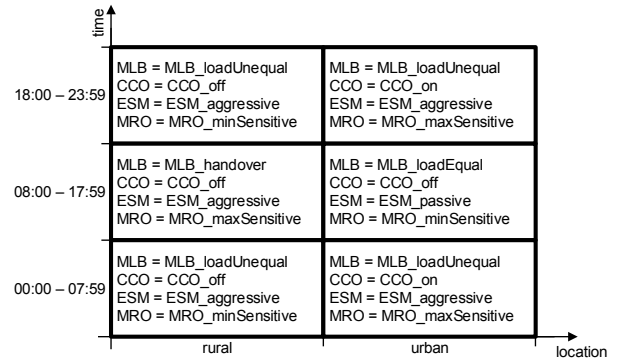 time
18:00 – 23:59
MLB = MLB_loadUnequal
CCO = CCO_off
ESM = ESM_aggressive
MRO = MRO_minSensitive
MLB = MLB_loadUnequal
CCO = CCO_on
ESM = ESM_aggressive
MRO = MRO_maxSensitive
08:00 – 17:59
MLB = MLB_handover
CCO = CCO_off
ESM = ESM_aggressive
MRO = MRO_maxSensitive
MLB = MLB_loadEqual
CCO = CCO_off
ESM = ESM_passive
MRO = MRO_minSensitive
00:00 – 07:59
MLB = MLB_loadUnequal
CCO = CCO_off
ESM = ESM_aggressive
MRO = MRO_minSensitive
MLB = MLB_loadUnequal
CCO = CCO_on
ESM = ESM_aggressive
MRO = MRO_maxSensitive
rural
urban
location